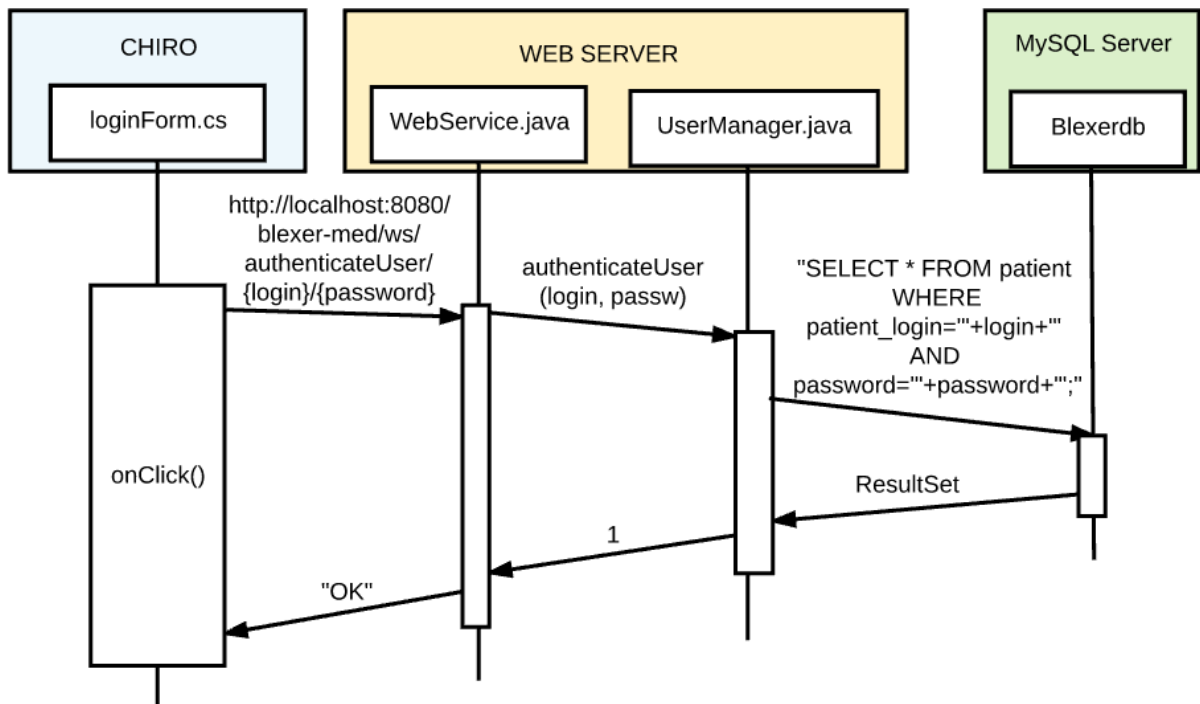 CHIRO
WEB SERVER
MySQL Server
loginForm.cs
WebService.java
UserManager.java
Blexerdb
http://localhost:8080/
blexer-med/ws/
authenticateUser/
{login}/{password}
authenticateUser
(login, passw)
"SELECT * FROM patient
WHERE
patient_login='"+login+"'
AND
password='"+password+"';"
onClick()
ResultSet
1
"OK"